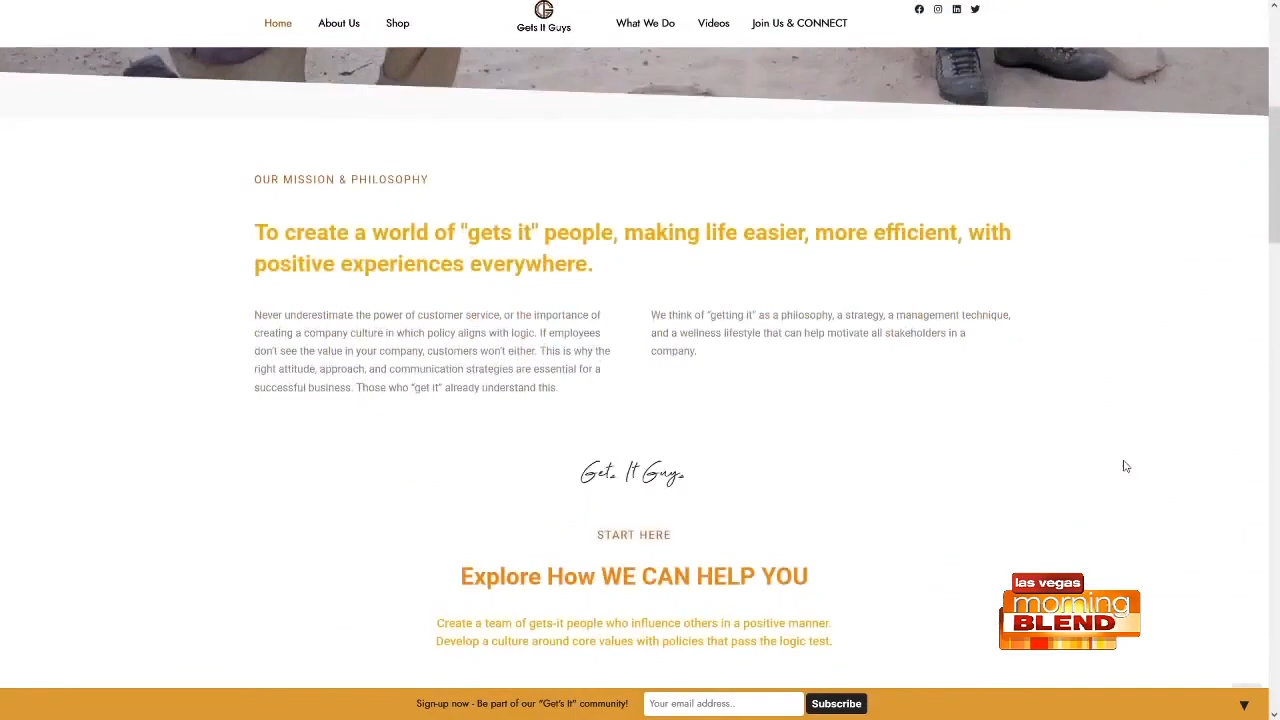 Home About Us Shop Gets It Guys What We Do Videos Join Us & CONNECT
OUR MISSION & PHILOSOPHY
To create a world of "gets it" people, making life easier, more efficient, with
positive experiences everywhere.
Never underestimate the power of customer service, or the importance of
creating a company culture in which policy aligns with logic. If employees
don't see the value in your company, customers won't either. This is why the
right attitude, approach, and communication strategies are essential for a
successful business. Those who “get it” already understand this.
We think of “getting it” as a philosophy, a strategy, a management technique,
and a wellness lifestyle that can help motivate all stakeholders in a
company.
Gets It Guys
START HERE
Explore How WE CAN HELP YOU
Create a team of gets-it people who influence others in a positive manner.
Develop a culture around core values with policies that pass the logic test.
las vegas
morning
BLEND
Sign-up now - Be part of our "Get's It" community! Your email address.. Subscribe